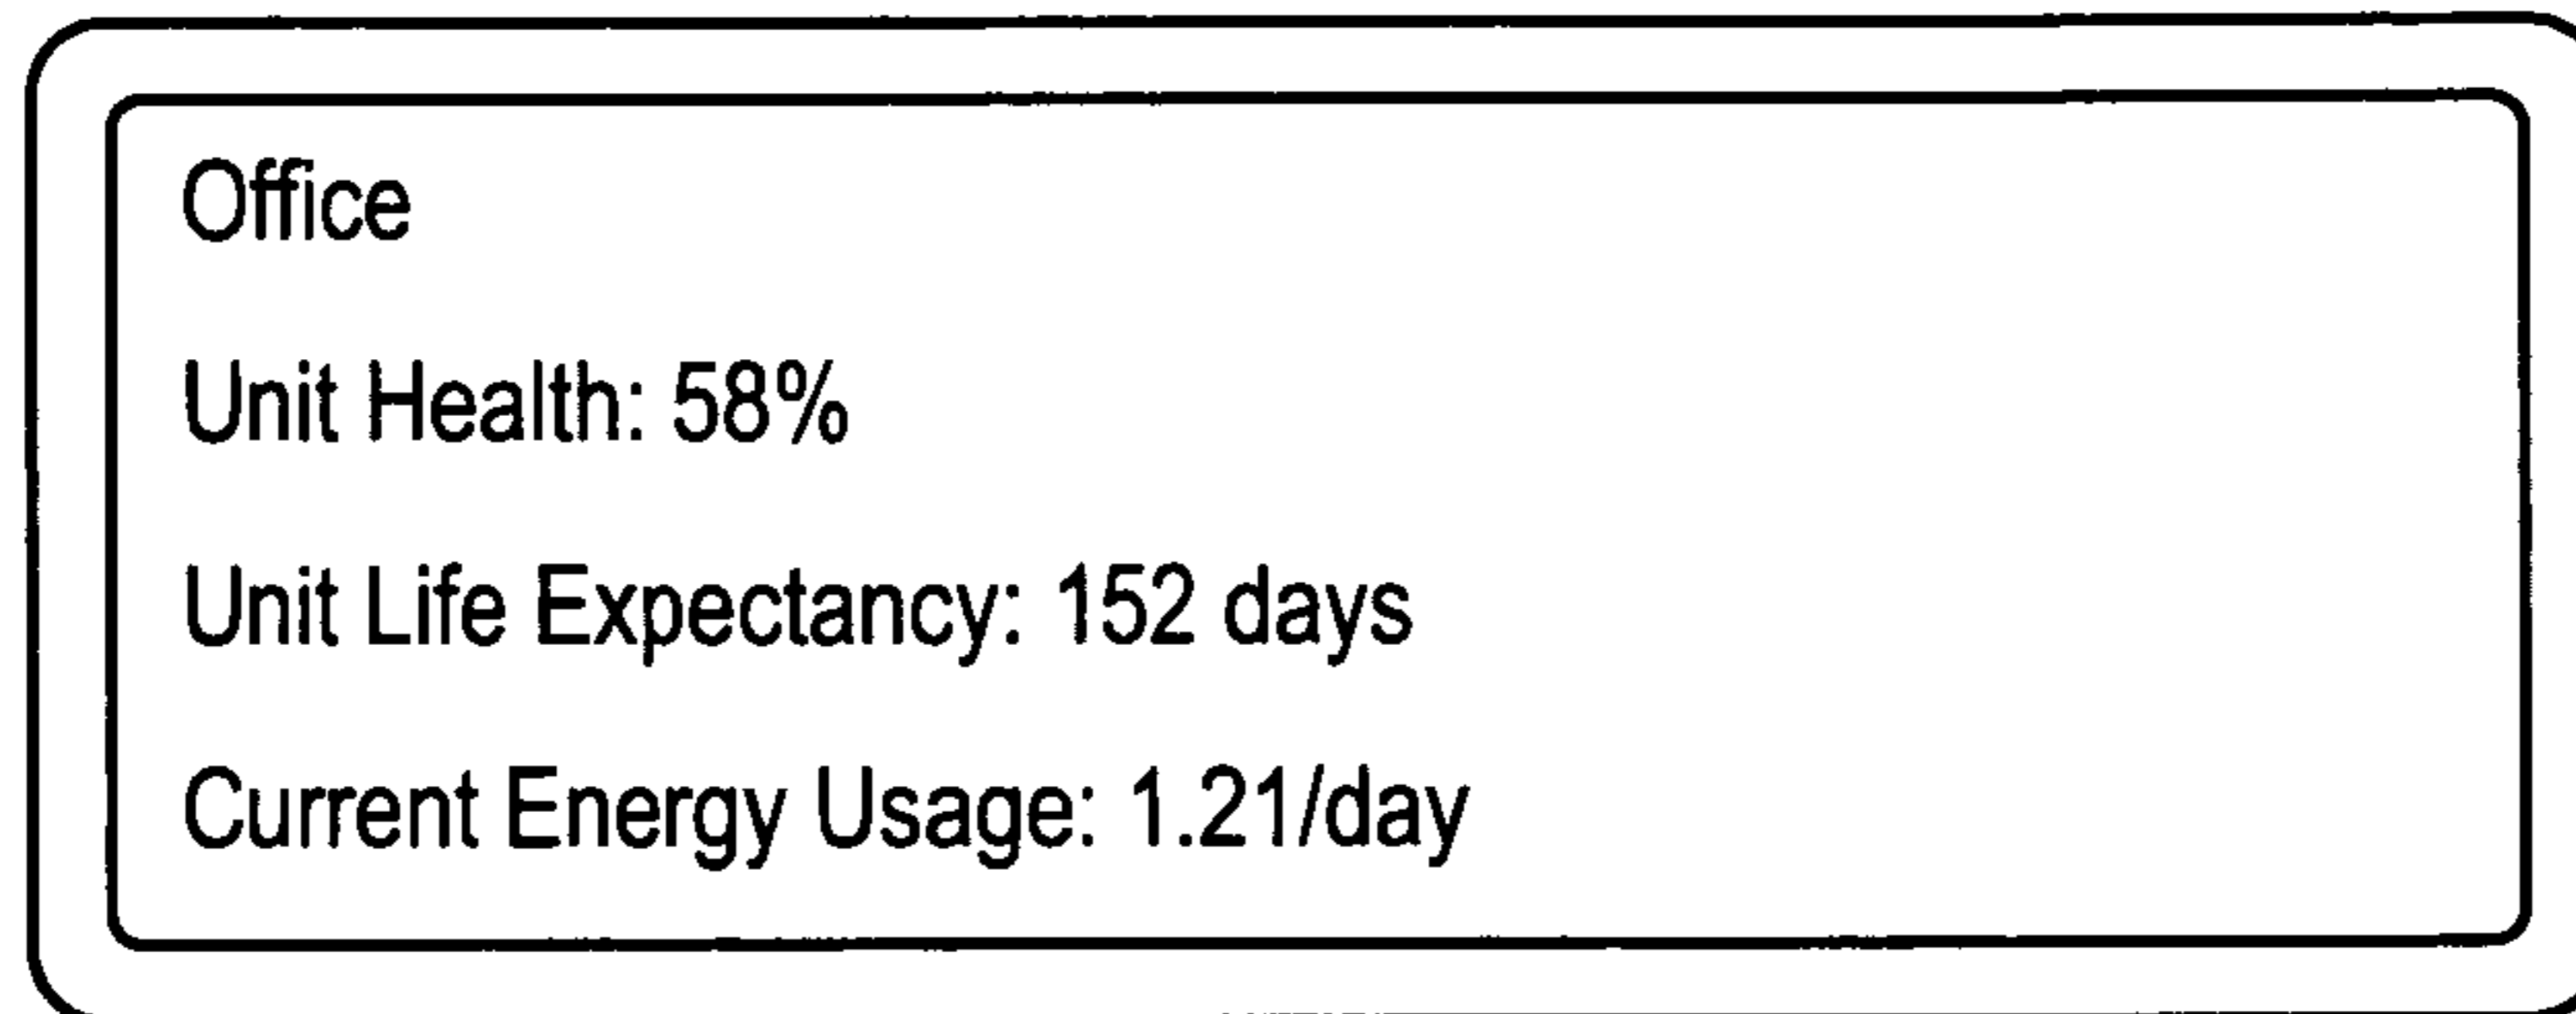 Office
Unit Health: 58%
Unit Life Expectancy: 152 days
Current Energy Usage: 1.21/day